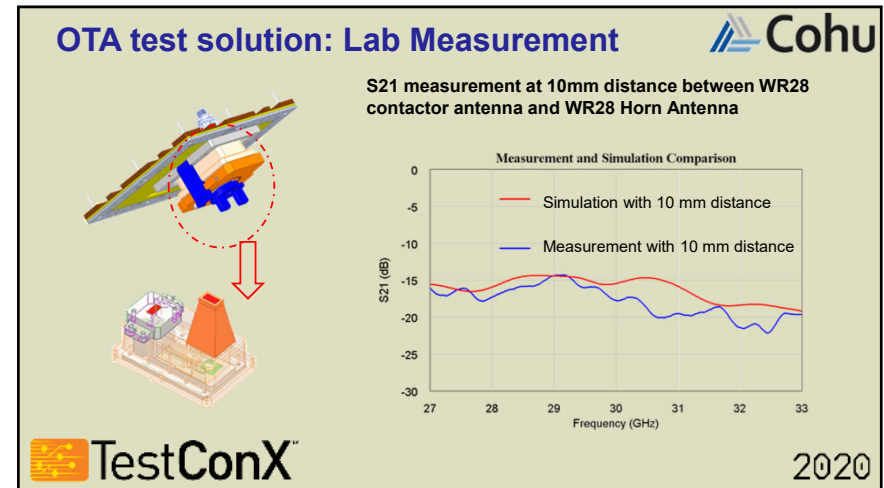 OTA test solution: Lab Measurement
Cohu
S21 measurement at 10mm distance between WR28
contactor antenna and WR28 Horn Antenna
Measurement and Simulation Comparison
0
-5
-10
-15
-20
-25
-30
S21 (dB)
Simulation with 10 mm distance
Measurement with 10 mm distance
27 28 29 30 31 32 33
Frequency (GHz)
TestConX™
2020